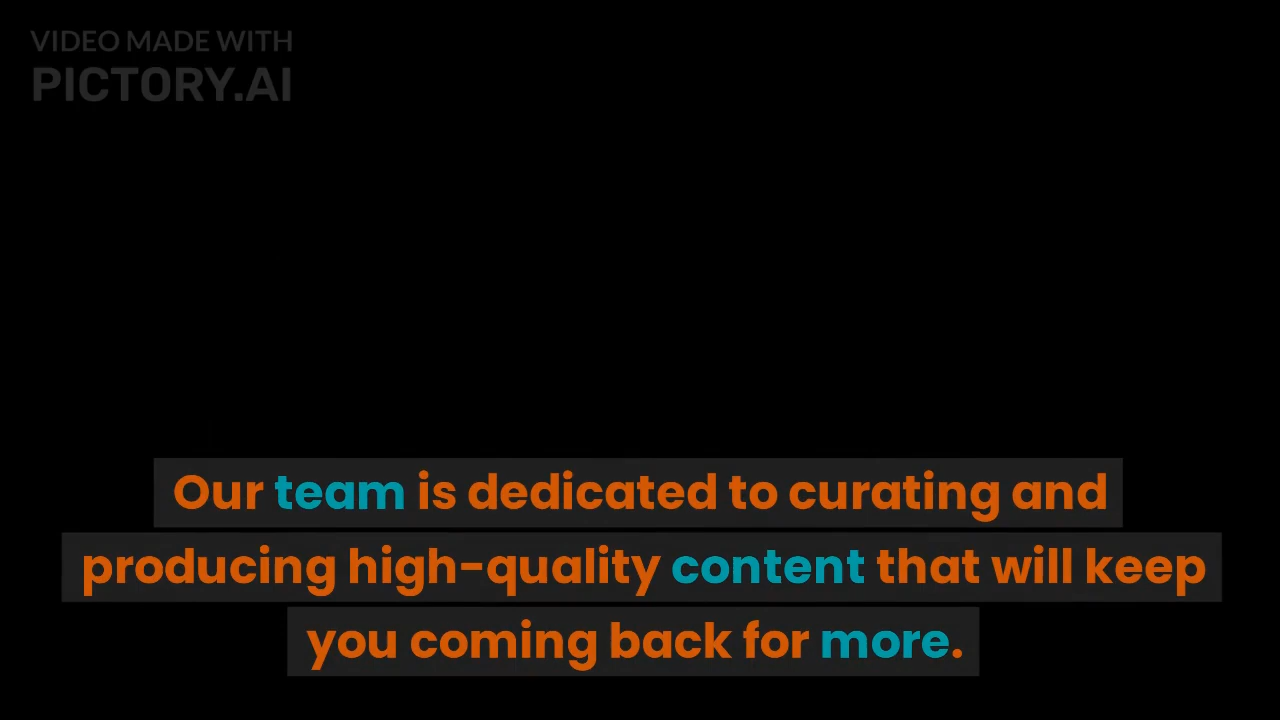 VIDEO MADE WITH
PICTORY.AI
Our team is dedicated to curating and
producing high-quality content that will keep
you coming back for more.